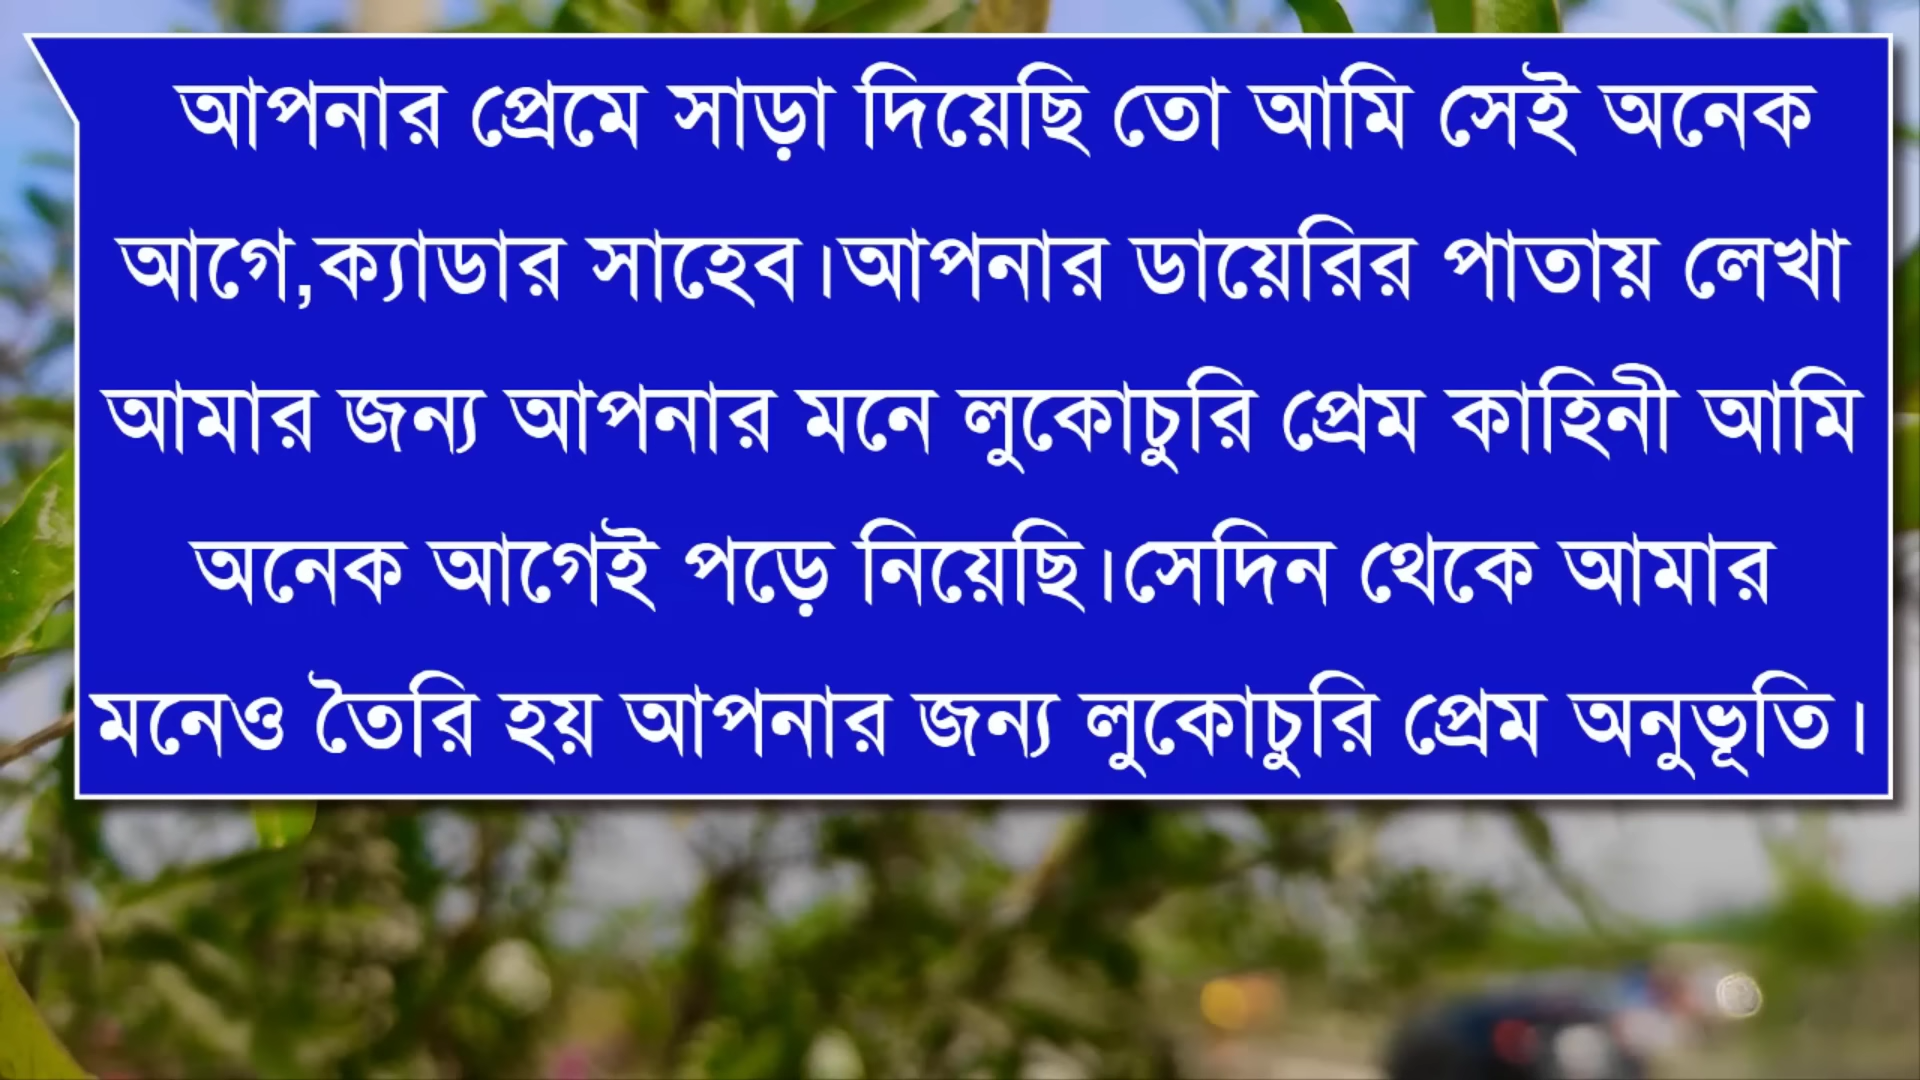 আপনার প্রেমে সাড়া দিয়েছি তো আমি সেই অনেক
আগে,ক্যাডার সাহেব।আপনার ডায়েরির পাতায় লেখা
আমার জন্য আপনার মনে লুকোচুরি প্রেম কাহিনী আমি
অনেক আগেই পড়ে নিয়েছি।সেদিন থেকে আমার
মনেও তৈরি হয় আপনার জন্য লুকোচুরি প্রেম অনুভূতি।